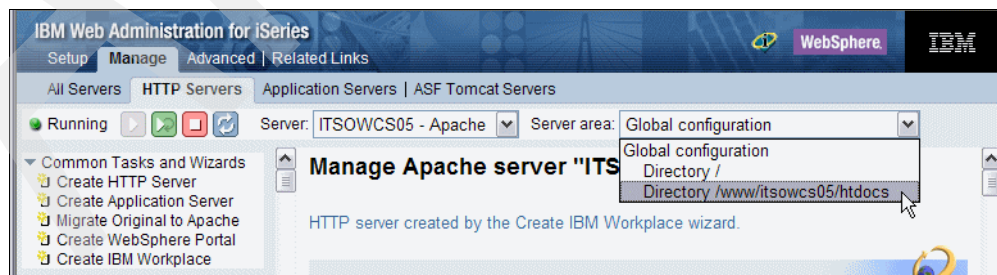 IBM Web Administration for iSeries
Setup Manage Advanced | Related Links
WebSphere.
IBM
All Servers HTTP Servers Application Servers | ASF Tomcat Servers
Running Server: ITSOWCS05 - Apache Server area: Global configuration
Global configuration
Directory /
Directory /www/itsowcs05/htdocs
Common Tasks and Wizards
Create HTTP Server
Create Application Server
Migrate Original to Apache
Create WebSphere Portal
Create IBM Workplace
Manage Apache server "ITS
HTTP server created by the Create IBM Workplace wizard.